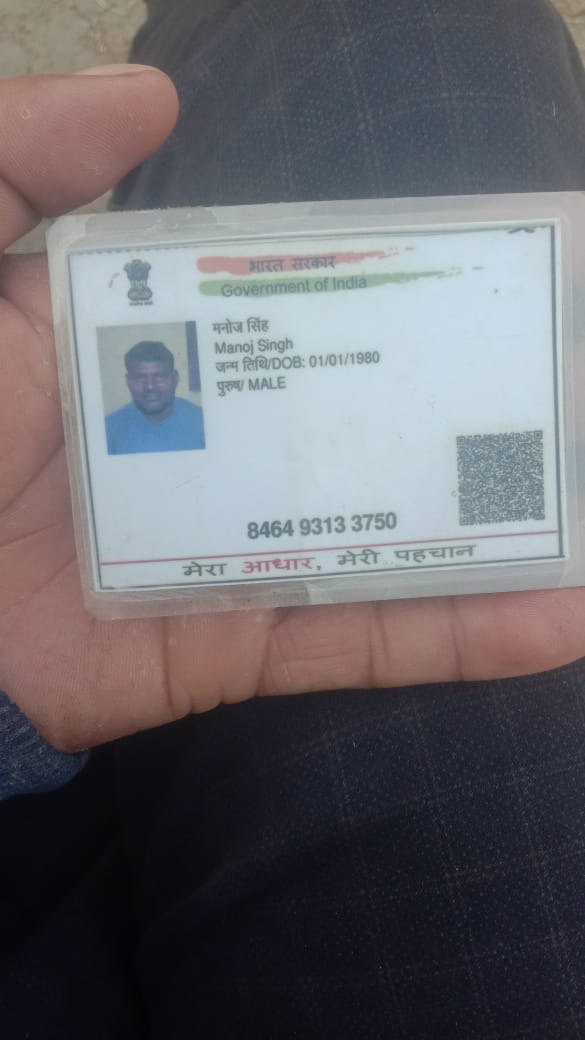 भारत सरकार
Government of India
मनोज सिंह
Manoj Singh
जन्म तिथि/DOB: 01/01/1980
पुरुष/ MALE
8464 9313 3750
मेरा आधार, मेरी पहचान